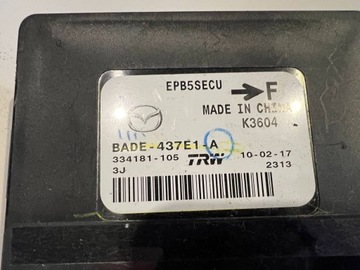 EPB5SECU
F
MADE IN CHINA
K3604
BADE-437E1-A
334181-105 TRW 10-02-17
3J 2313